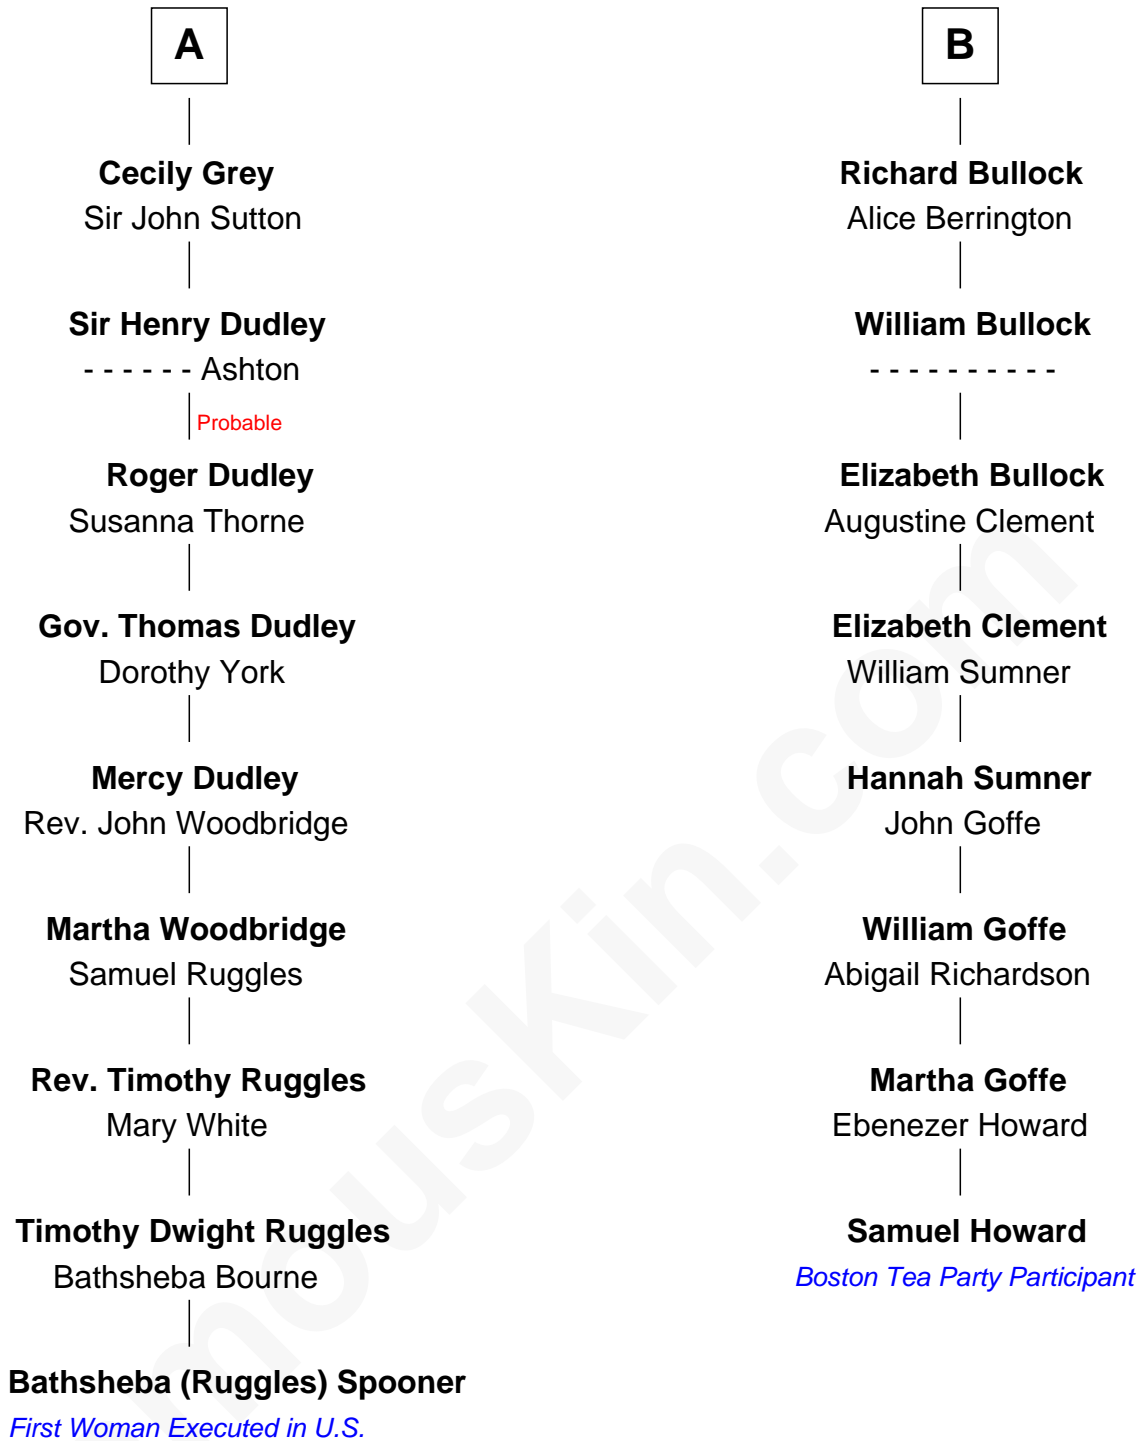 A
Cecily Grey
Sir John Sutton
Sir Henry Dudley
- - - - - - Ashton
Probable
Roger Dudley
Susanna Thorne
Gov. Thomas Dudley
Dorothy York
Mercy Dudley
Rev. John Woodbridge
Martha Woodbridge
Samuel Ruggles
Rev. Timothy Ruggles
Mary White
Timothy Dwight Ruggles
Bathsheba Bourne
Bathsheba (Ruggles) Spooner
First Woman Executed in U.S.
B
Richard Bullock
Alice Berrington
William Bullock
- - - - - - - - - -
Elizabeth Bullock
Augustine Clement
Elizabeth Clement
William Sumner
Hannah Sumner
John Goffe
William Goffe
Abigail Richardson
Martha Goffe
Ebenezer Howard
Samuel Howard
Boston Tea Party Participant
mousKin.com